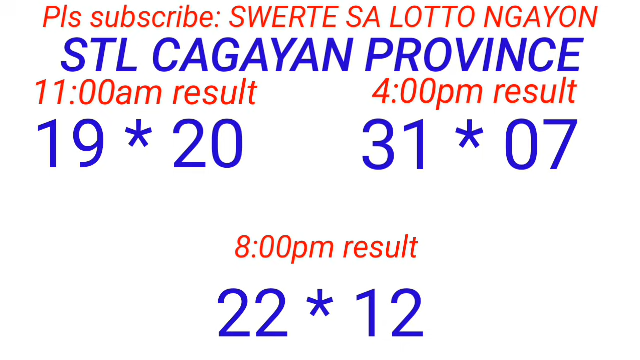 Pls subscribe: SWERTE SA LOTTO NGAYON
STL CAGAYAN PROVINCE
11:00am result
19 * 20
4:00pm result
31 * 07
8:00pm result
22 * 12